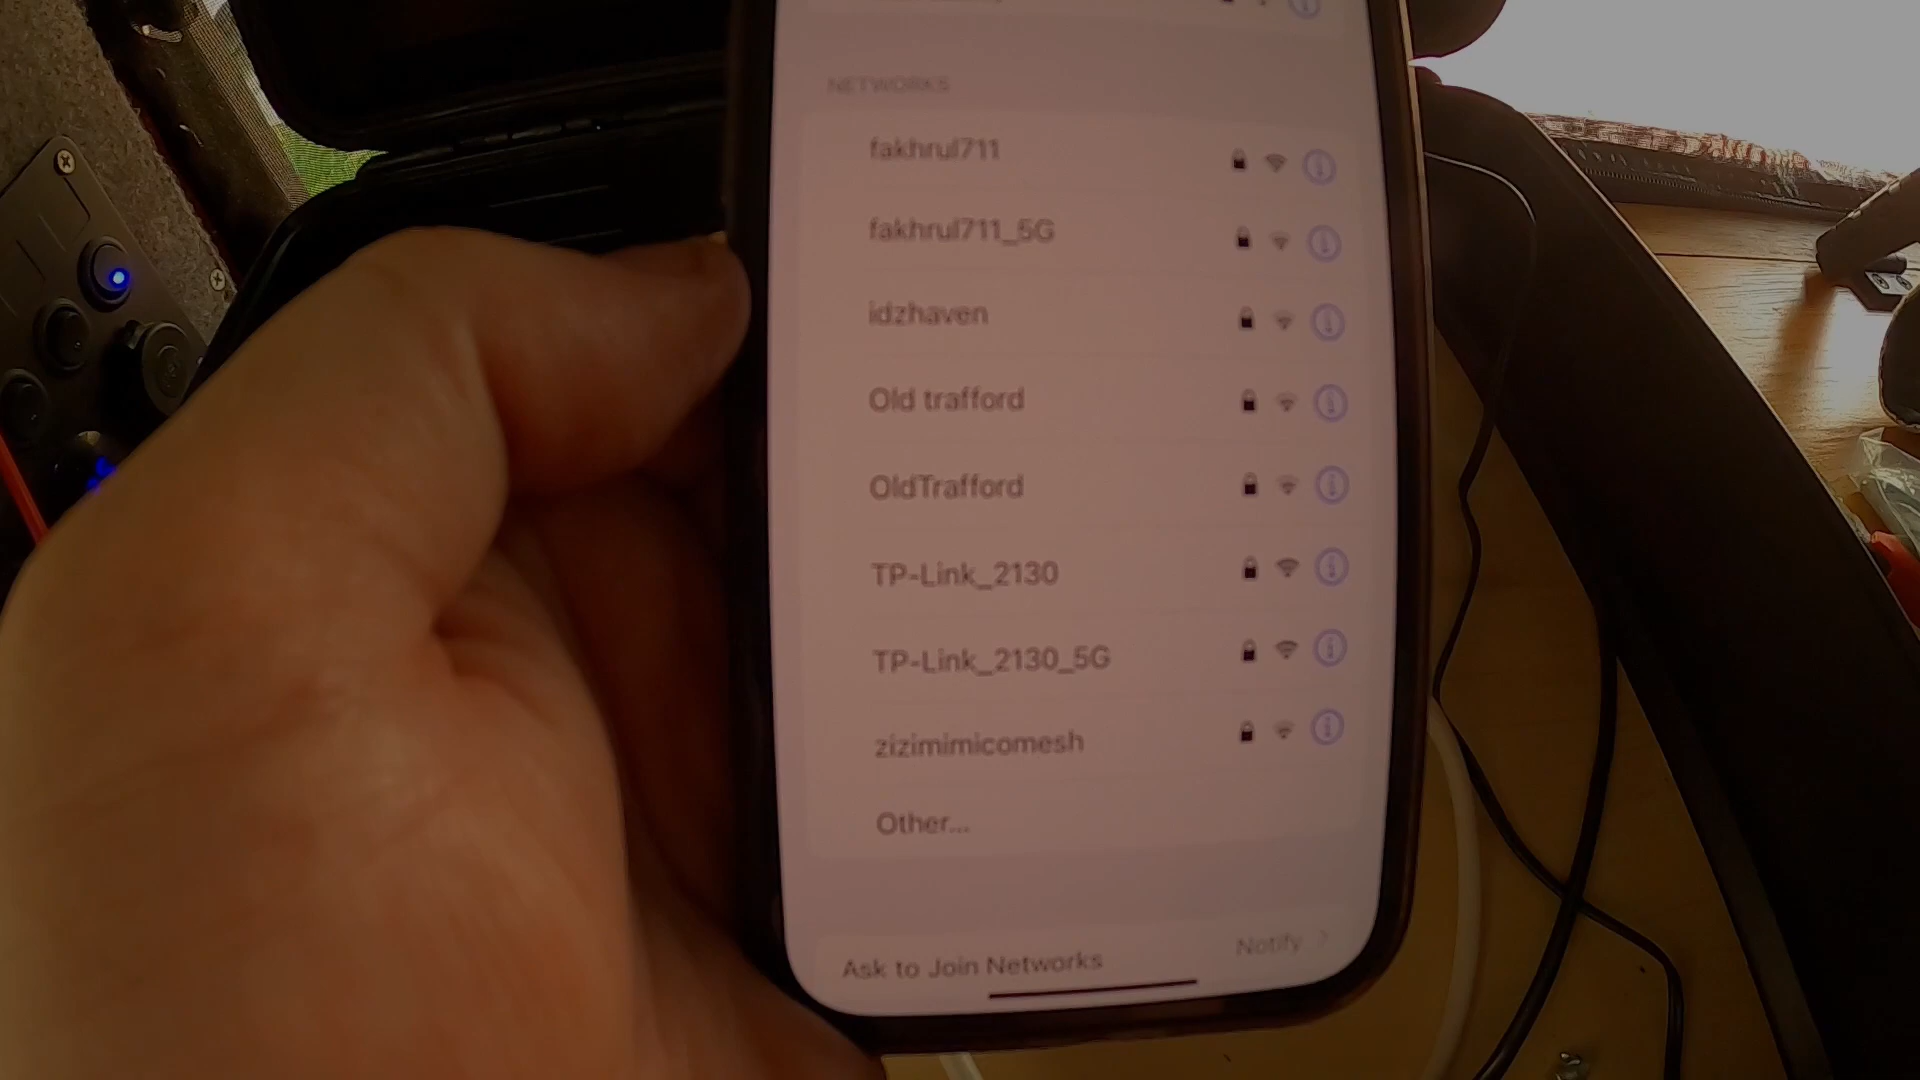 NETWORKS
fakhrul711
fakhrul711_5G
idzhaven
Old trafford
OldTrafford
TP-Link_2130
TP-Link_2130_5G
zizimimicomesh
Other...
Ask to Join Networks
Notify